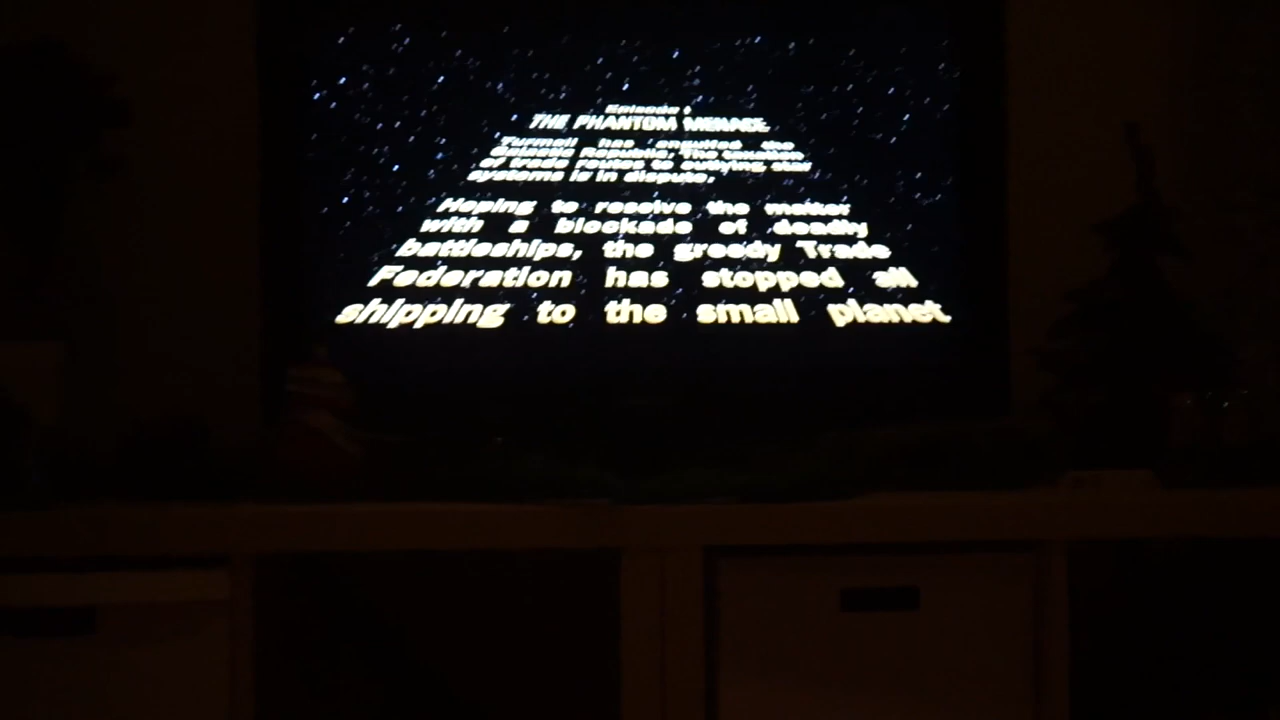 Episode I
THE PHANTOM MENACE
Turmoil has engulfed the
Galactic Republic. The taxation
of trade routes to outlying star
systems is in dispute.
Hoping to resolve the matter
with a blockade of deadly
battleships, the greedy Trade
Federation has stopped all
shipping to the small planet